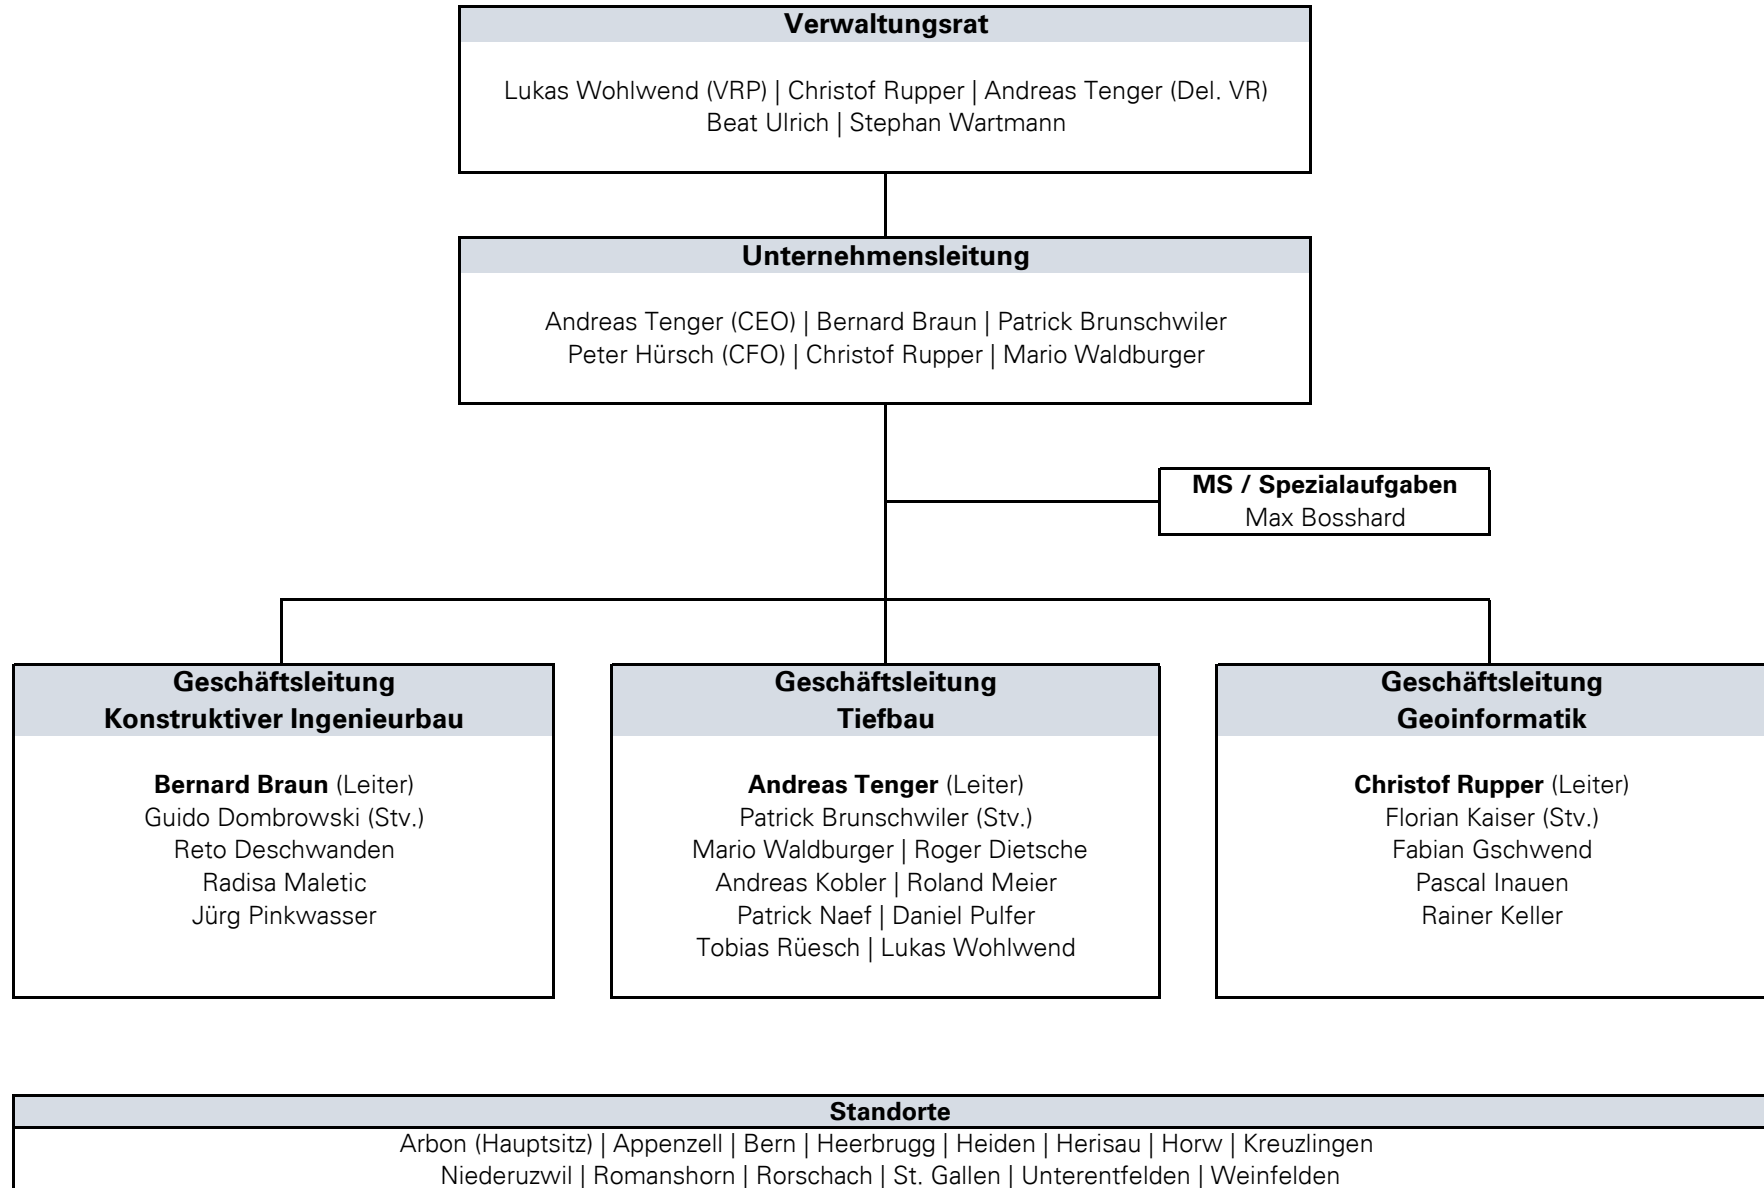 Verwaltungsrat
Lukas Wohlwend (VRP) | Christof Rupper | Andreas Tenger (Del. VR)
Beat Ulrich | Stephan Wartmann
Unternehmensleitung
Andreas Tenger (CEO) | Bernard Braun | Patrick Brunschwiler
Peter Hürsch (CFO) | Christof Rupper | Mario Waldburger
MS / Spezialaufgaben
Max Bosshard
Geschäftsleitung
Konstruktiver Ingenieurbau
Bernard Braun (Leiter)
Guido Dombrowski (Stv.)
Reto Deschwanden
Radisa Maletic
Jürg Pinkwasser
Geschäftsleitung
Tiefbau
Andreas Tenger (Leiter)
Patrick Brunschwiler (Stv.)
Mario Waldburger | Roger Dietsche
Andreas Kobler | Roland Meier
Patrick Naef | Daniel Pulfer
Tobias Rüesch | Lukas Wohlwend
Geschäftsleitung
Geoinformatik
Christof Rupper (Leiter)
Florian Kaiser (Stv.)
Fabian Gschwend
Pascal Inauen
Rainer Keller
Standorte
Arbon (Hauptsitz) | Appenzell | Bern | Heerbrugg | Heiden | Herisau | Horw | Kreuzlingen
Niederuzwil | Romanshorn | Rorschach | St. Gallen | Unterentfelden | Weinfelden